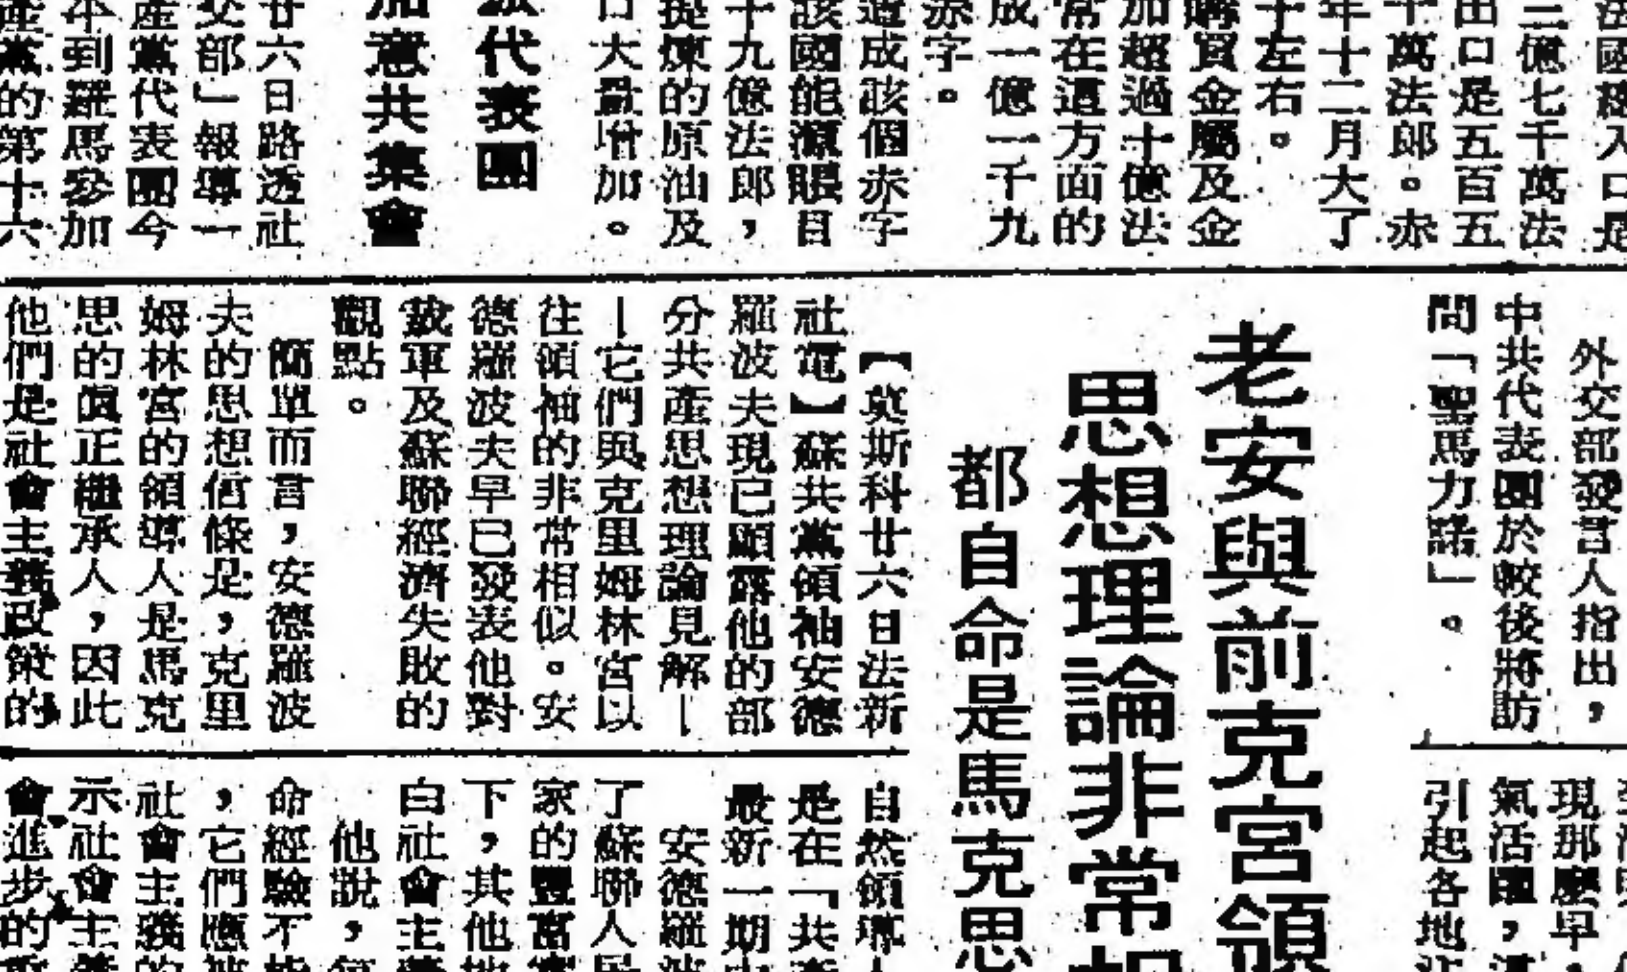 法國總入口是
三億七千萬法
出口是五百五
十萬法郎。赤
年十二月大了
左右。
購買金屬及金
加超過十億法
常在這方面的
成一億一千九
赤字。
造成該個赤字
該國能源賬目
十九億法郎，
提煉的原油及
口大量增加。
派代表團
加意共集會
廿六日路透社
交部」報導一
產黨代表團今
到羅馬參加
產黨的第十六
外交部發言人指出，
中共代表團於較後將訪
問「聖馬力諾」。
老安與前克宮領
思想理論非常相
都自命是馬克思
【莫斯科廿六日法新
社電】蘇共黨領袖安德
羅波夫現已顯露他的部
分共產思想理論見解—
—它們與克里姆林宮以
往領袖的非常相似。安
德羅波夫早已發表他對
裁軍及蘇聯經濟失敗的
觀點。
簡單而言，安德羅波
夫的思想信條是，克里
姆林宮的領導人是馬克
思的真正繼承人，因此
他們是社會主義政策的
現那麼早。
氣活躍，
引起各地
自然領導人
是在「共產
最新一期
安德羅波
了蘇聯人民
家的豐富
下，其他地
白社會主義
他說，
命經驗不能
，它們應被
社會主義的
示社會主義
會進步的